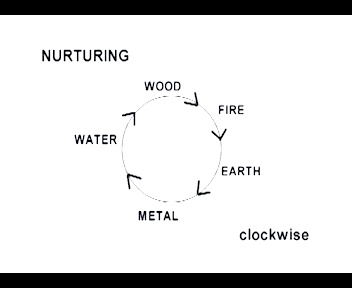 NURTURING
WOOD
FIRE
WATER
EARTH
METAL
clockwise